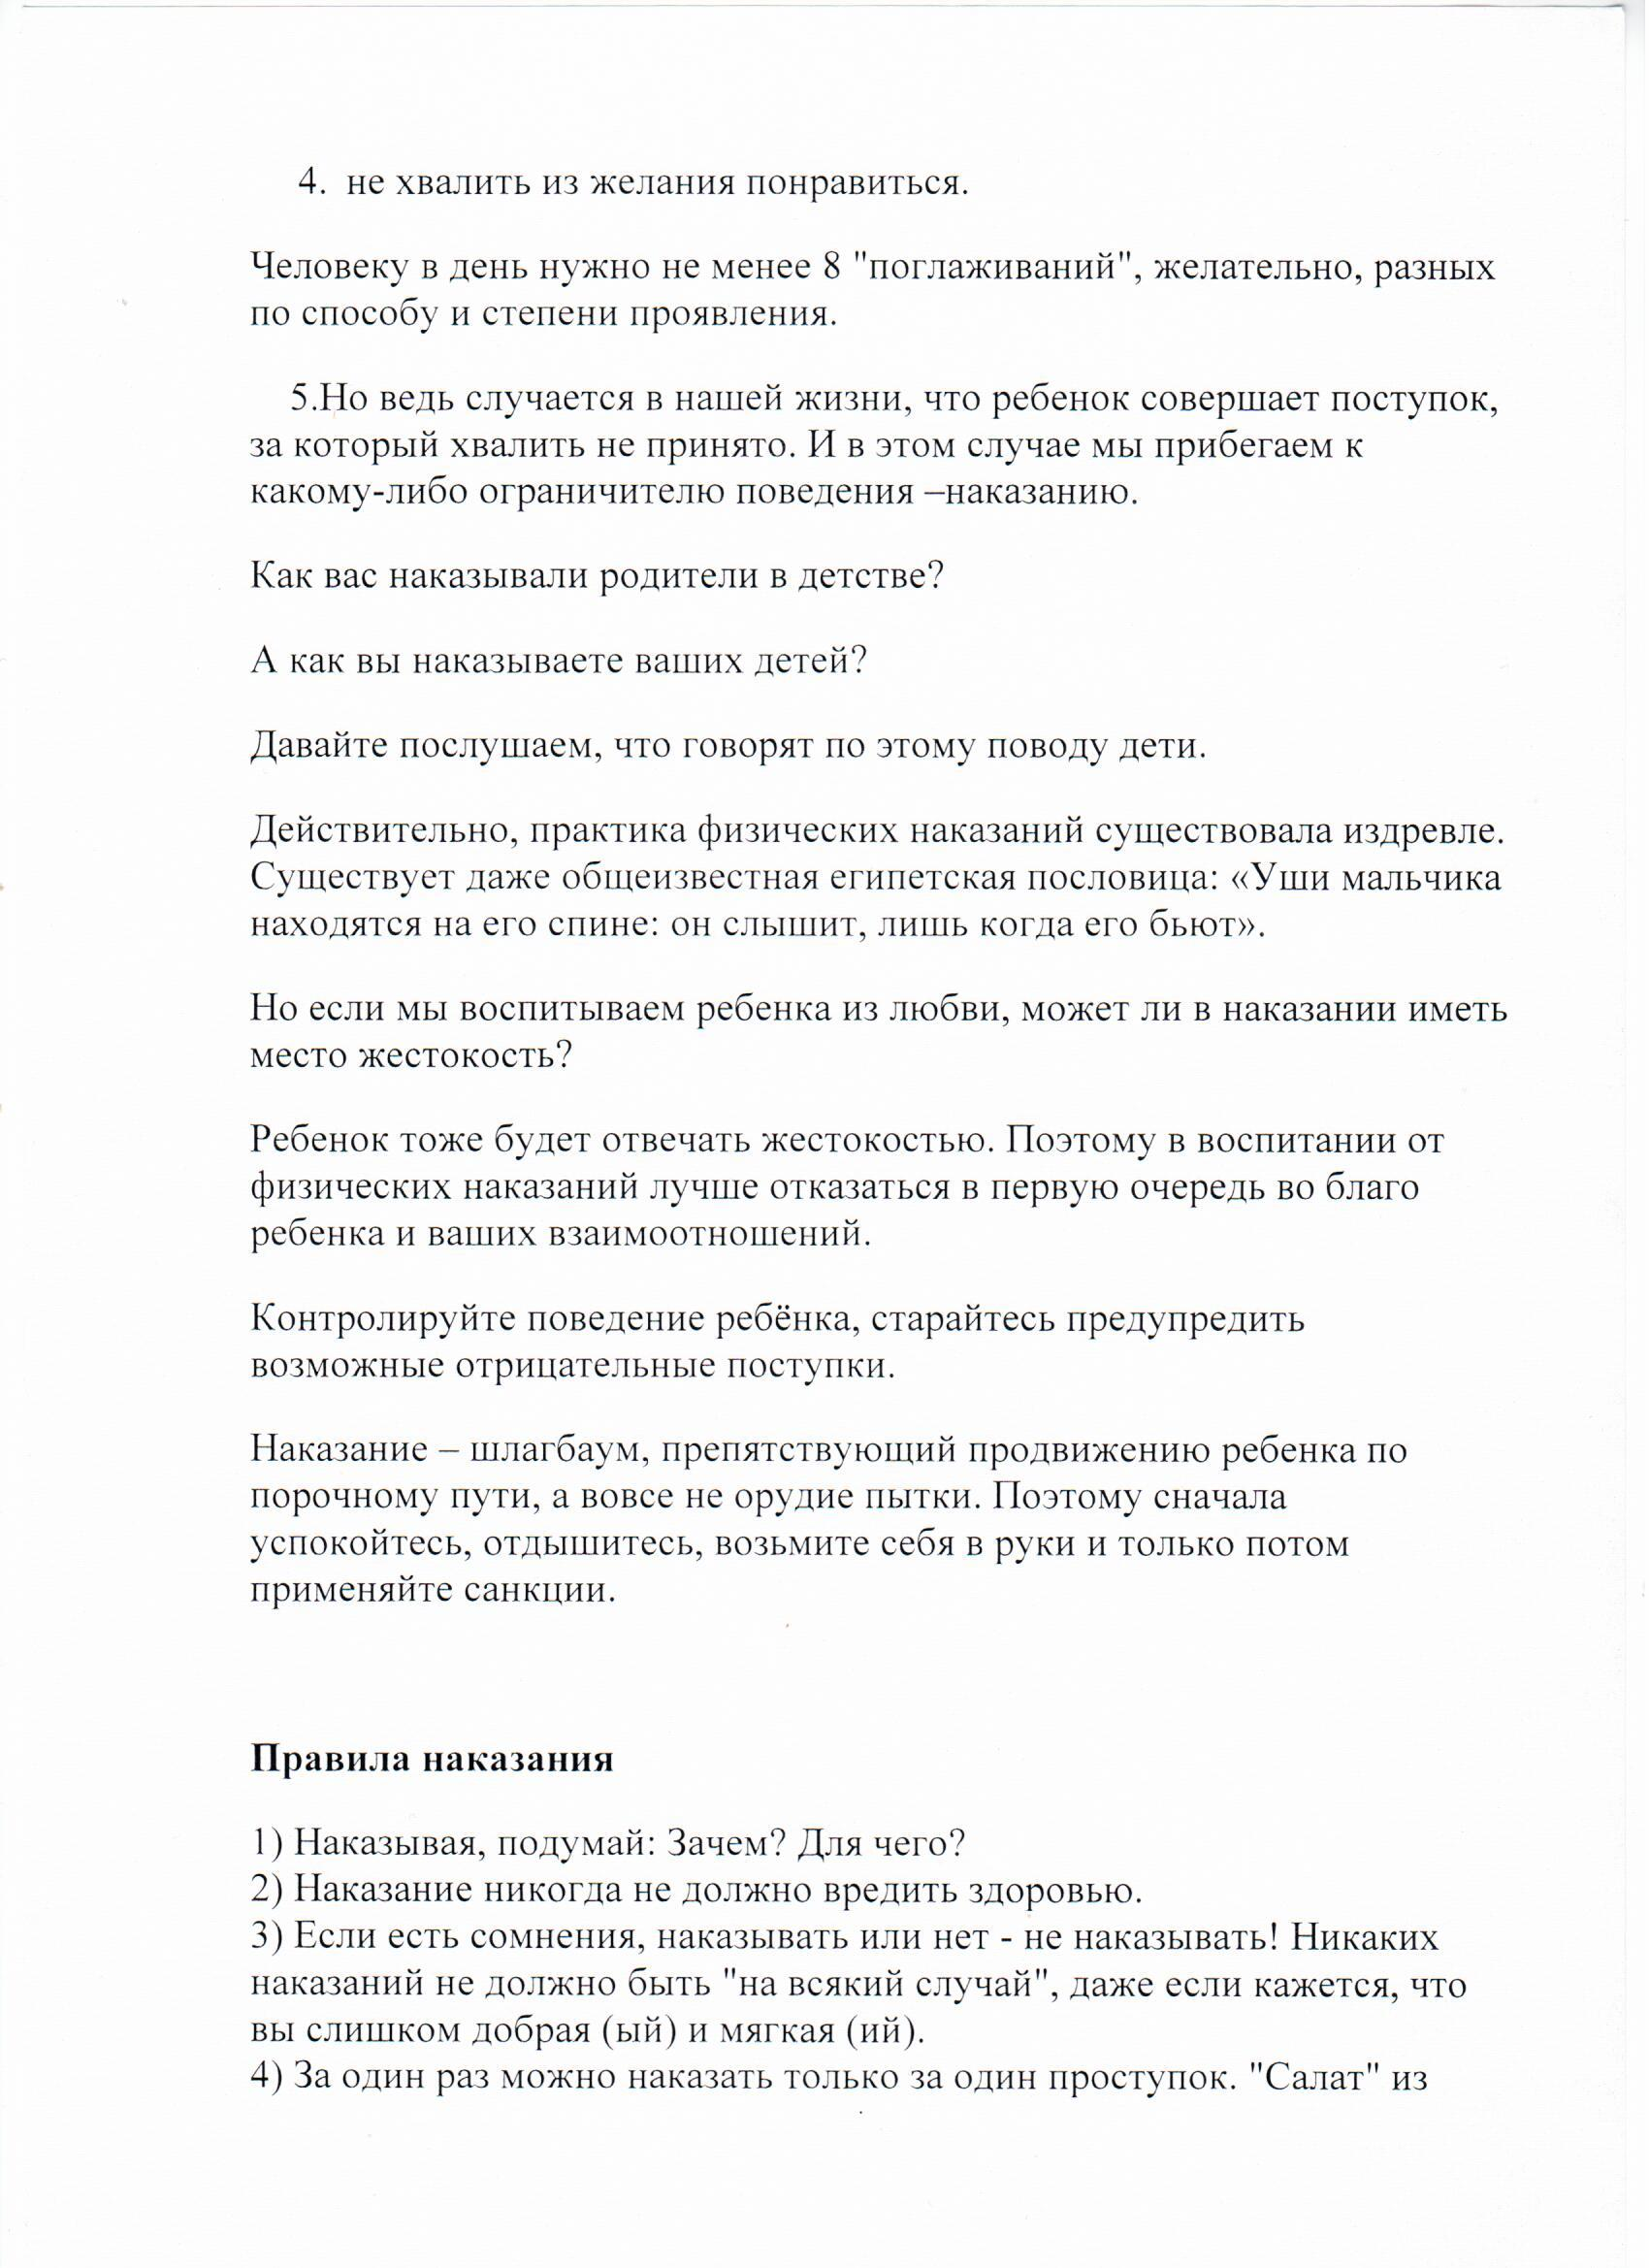 4. не хвалить из желания понравиться.
Человеку в день нужно не менее 8 "поглаживаний", желательно, разных
по способу и степени проявления.
5.Но ведь случается в нашей жизни, что ребенок совершает поступок,
за который хвалить не принято. И в этом случае мы прибегаем к
какому-либо ограничителю поведения –наказанию.
Как вас наказывали родители в детстве?
А как вы наказываете ваших детей?
Давайте послушаем, что говорят по этому поводу дети.
Действительно, практика физических наказаний существовала издревле.
Существует даже общеизвестная египетская пословица: «Уши мальчика
находятся на его спине: он слышит, лишь когда его бьют».
Но если мы воспитываем ребенка из любви, может ли в наказании иметь
место жестокость?
Ребенок тоже будет отвечать жестокостью. Поэтому в воспитании от
физических наказаний лучше отказаться в первую очередь во благо
ребенка и ваших взаимоотношений.
Контролируйте поведение ребёнка, старайтесь предупредить
возможные отрицательные поступки.
Наказание – шлагбаум, препятствующий продвижению ребенка по
порочному пути, а вовсе не орудие пытки. Поэтому сначала
успокойтесь, отдышитесь, возьмите себя в руки и только потом
применяйте санкции.
Правила наказания
1) Наказывая, подумай: Зачем? Для чего?
2) Наказание никогда не должно вредить здоровью.
3) Если есть сомнения, наказывать или нет - не наказывать! Никаких
наказаний не должно быть "на всякий случай", даже если кажется, что
вы слишком добрая (ый) и мягкая (ий).
4) За один раз можно наказать только за один проступок. "Салат" из